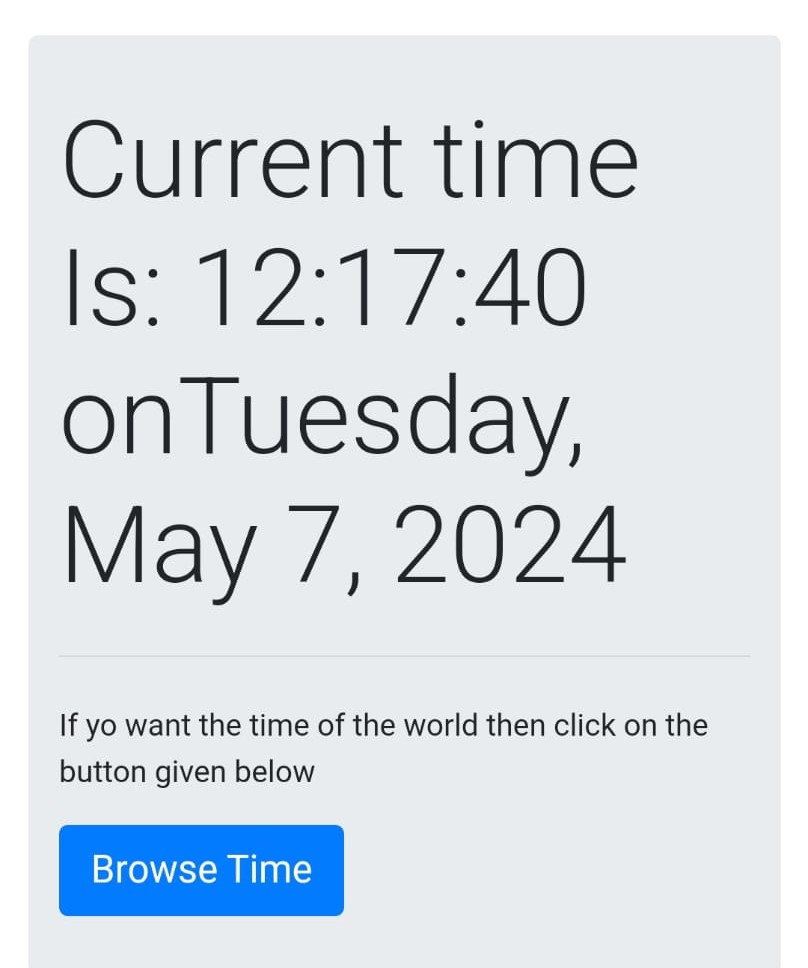 Current time
Is: 12:17:40
onTuesday,
May 7, 2024
If yo want the time of the world then click on the
button given below
Browse Time